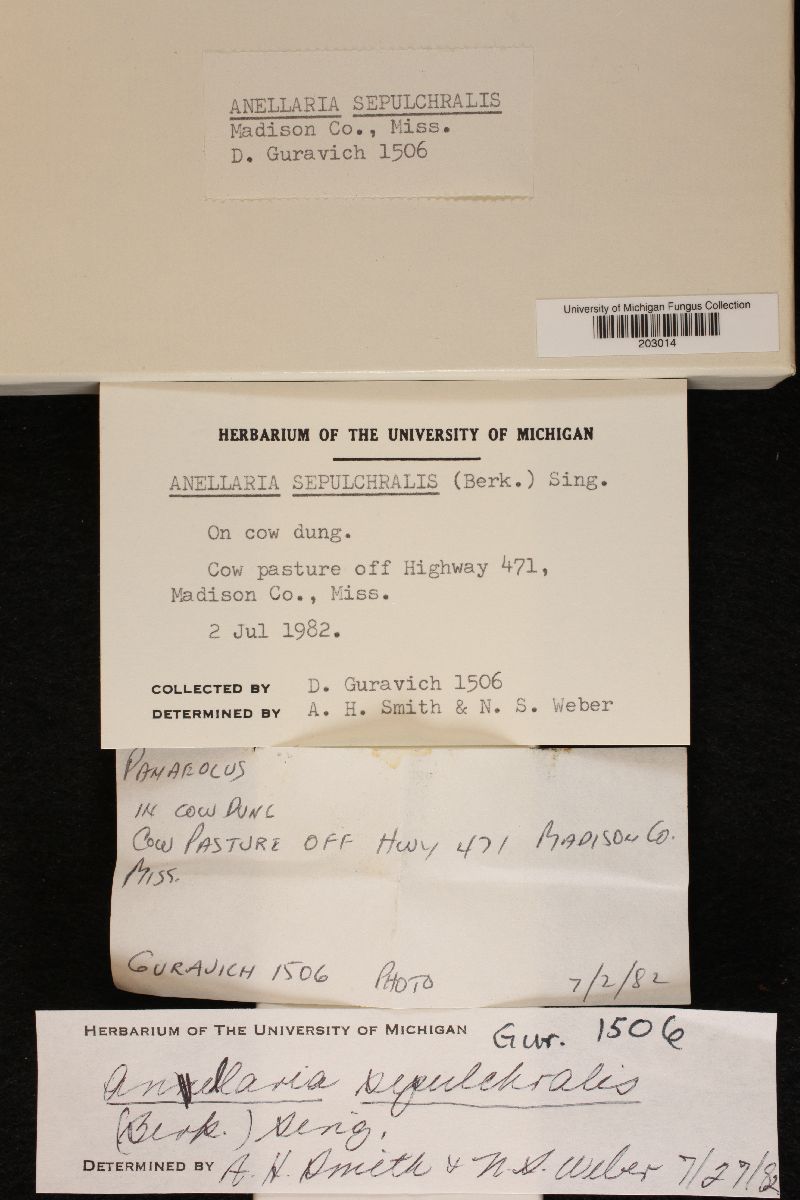 ANELLARIA SEPULCHRALIS
Madison Co., Miss.
D. Guravich 1506
University of Michigan Fungus Collection
203014
HERBARIUM OF THE UNIVERSITY OF MICHIGAN
ANELLARIA SEPULCHRALIS (Berk.) Sing.
On cow dung.
Cow pasture off Highway 471,
Madison Co., Miss.
2 Jul 1982.
COLLECTED BY D. Guravich 1506
DETERMINED BY A. H. Smith & N. S. Weber
PANAEOLUS
IN COW DUNG
COW PASTURE OFF HWY 471 MADISON CO.
MISS.
GURAVICH 1506 PHOTO 7/2/82
HERBARIUM OF THE UNIVERSITY OF MICHIGAN Gur. 1506
Anellaria sepulchralis
(Berk.) Sing.
DETERMINED BY A. H. Smith & N. S. Weber 7/27/82